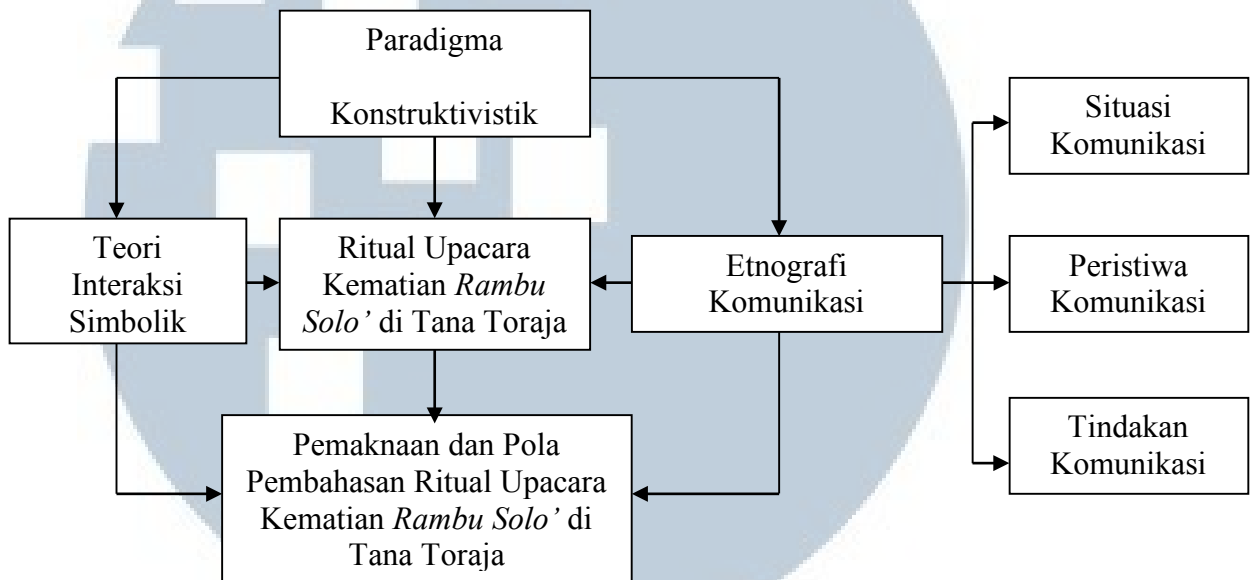 Paradigma
Konstruktivistik
Teori
Interaksi
Simbolik
Ritual Upacara
Kematian Rambu
Solo’ di Tana Toraja
Etnografi
Komunikasi
Situasi
Komunikasi
Peristiwa
Komunikasi
Tindakan
Komunikasi
Pemaknaan dan Pola
Pembahasan Ritual Upacara
Kematian Rambu Solo’ di
Tana Toraja